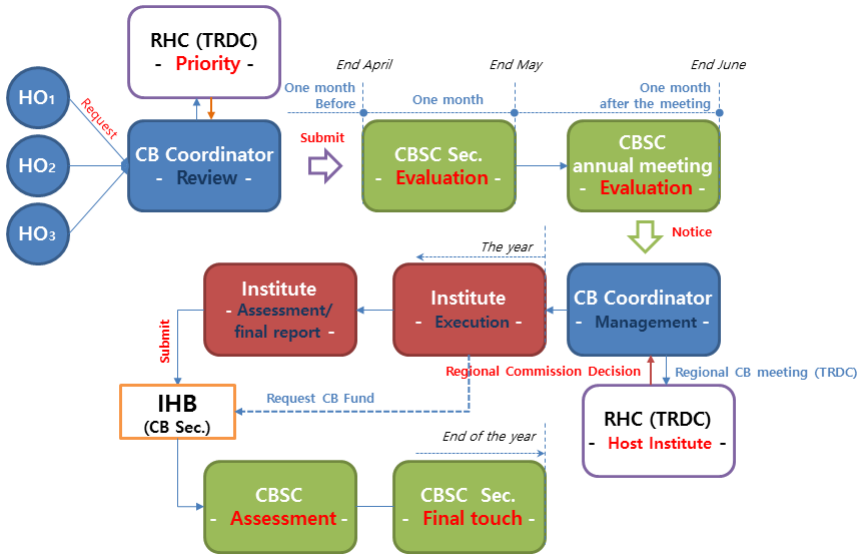 RHC (TRDC)
- Priority -
End April
End May
End June
One month
Before
One month
One month
after the meeting
HO1
HO2
HO3
Request
CB Coordinator
- Review -
Submit
CBSC Sec.
- Evaluation -
CBSC
annual meeting
- Evaluation -
Notice
The year
Institute
- Assessment/
final report -
Institute
- Execution -
CB Coordinator
- Management -
Submit
Regional Commission Decision
Regional CB meeting (TRDC)
Request CB Fund
IHB
(CB Sec.)
RHC (TRDC)
- Host Institute -
End of the year
CBSC
- Assessment -
CBSC Sec.
- Final touch -